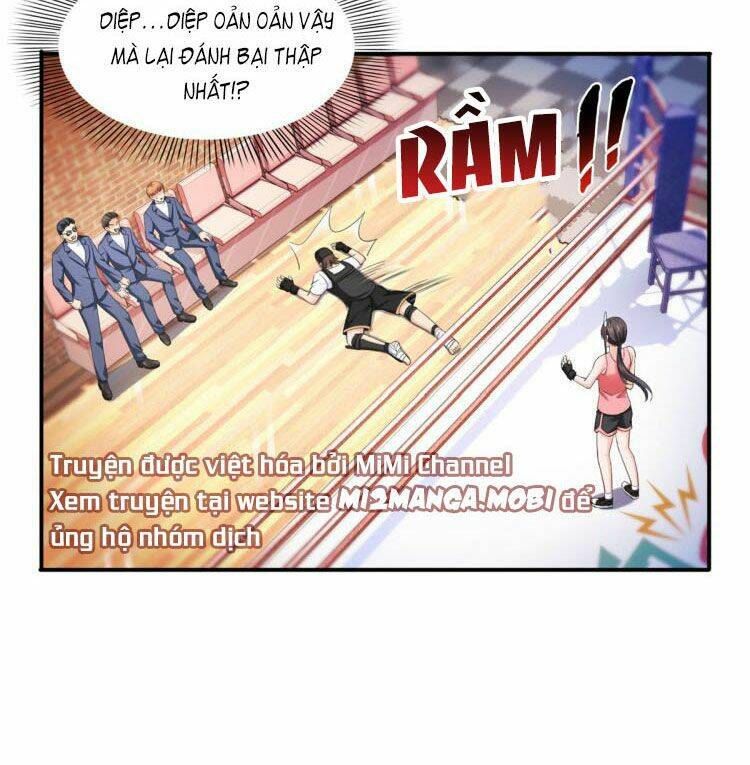 DIỆP...DIỆP OẢN OẢN VẬY
MÀ LẠI ĐÁNH BẠI THẬP
NHẤT!?
RẦM!!
Truyện được việt hóa bởi MiMi Channel
Xem truyện tại website MI2MANGA.MOBI để
ủng hộ nhóm dịch